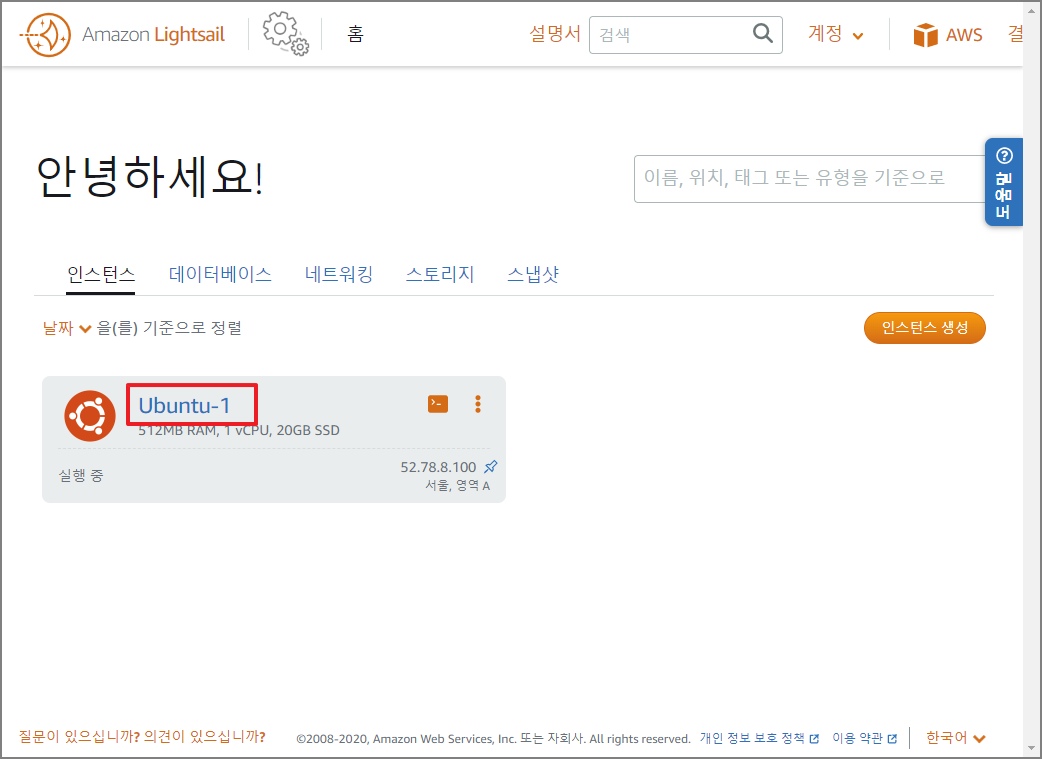 Amazon Lightsail 홈 설명서 검색 계정 AWS 결
안녕하세요!
이름, 위치, 태그 또는 유형을 기준으로
도움말
인스턴스 데이터베이스 네트워킹 스토리지 스냅샷
날짜 을(를) 기준으로 정렬 인스턴스 생성
Ubuntu-1
512MB RAM, 1 vCPU, 20GB SSD
실행 중 52.78.8.100
서울, 영역 A
질문이 있으십니까? 의견이 있으십니까? ©2008-2020, Amazon Web Services, Inc. 또는 자회사. All rights reserved. 개인 정보 보호 정책 이용 약관 한국어